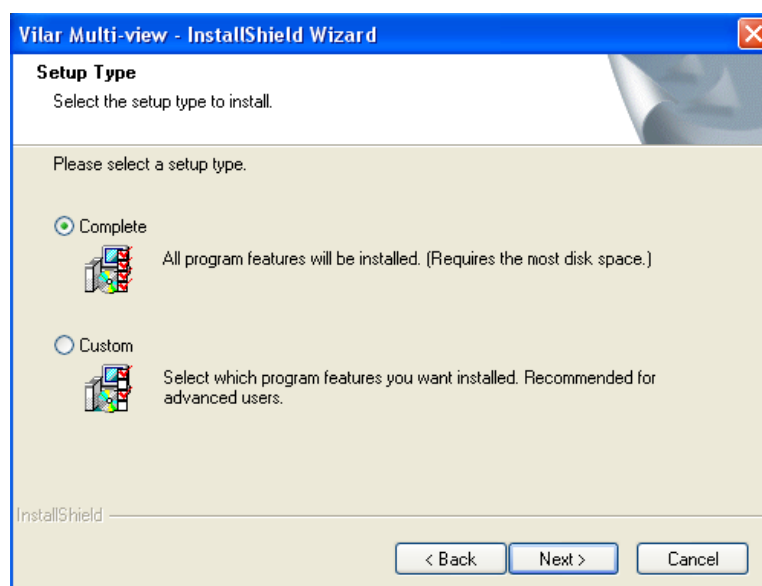 Vilar Multi-view - InstallShield Wizard
Setup Type
Select the setup type to install.
Please select a setup type.
Complete
All program features will be installed. (Requires the most disk space.)
Custom
Select which program features you want installed. Recommended for
advanced users.
InstallShield
< Back
Next >
Cancel